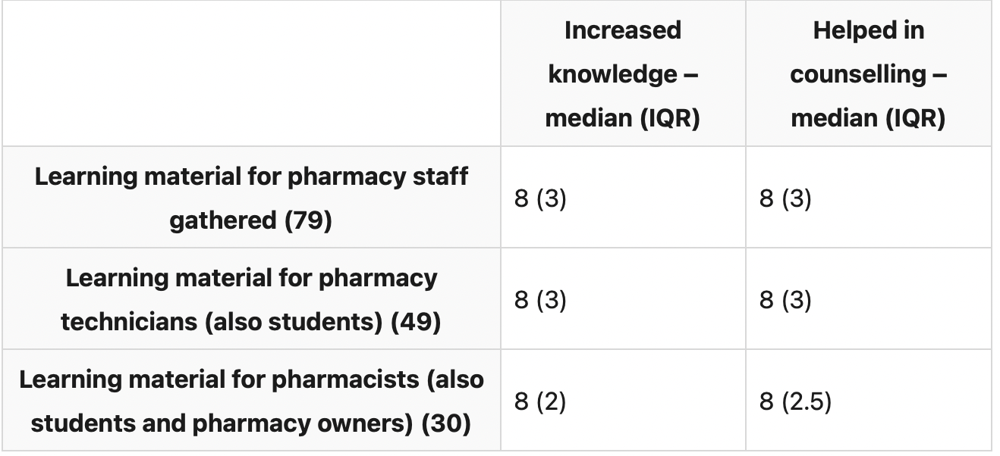 Increased
knowledge –
median (IQR)
Helped in
counselling –
median (IQR)
Learning material for pharmacy staff
gathered (79)
8 (3)
8 (3)
Learning material for pharmacy
technicians (also students) (49)
8 (3)
8 (3)
Learning material for pharmacists (also
students and pharmacy owners) (30)
8 (2)
8 (2.5)